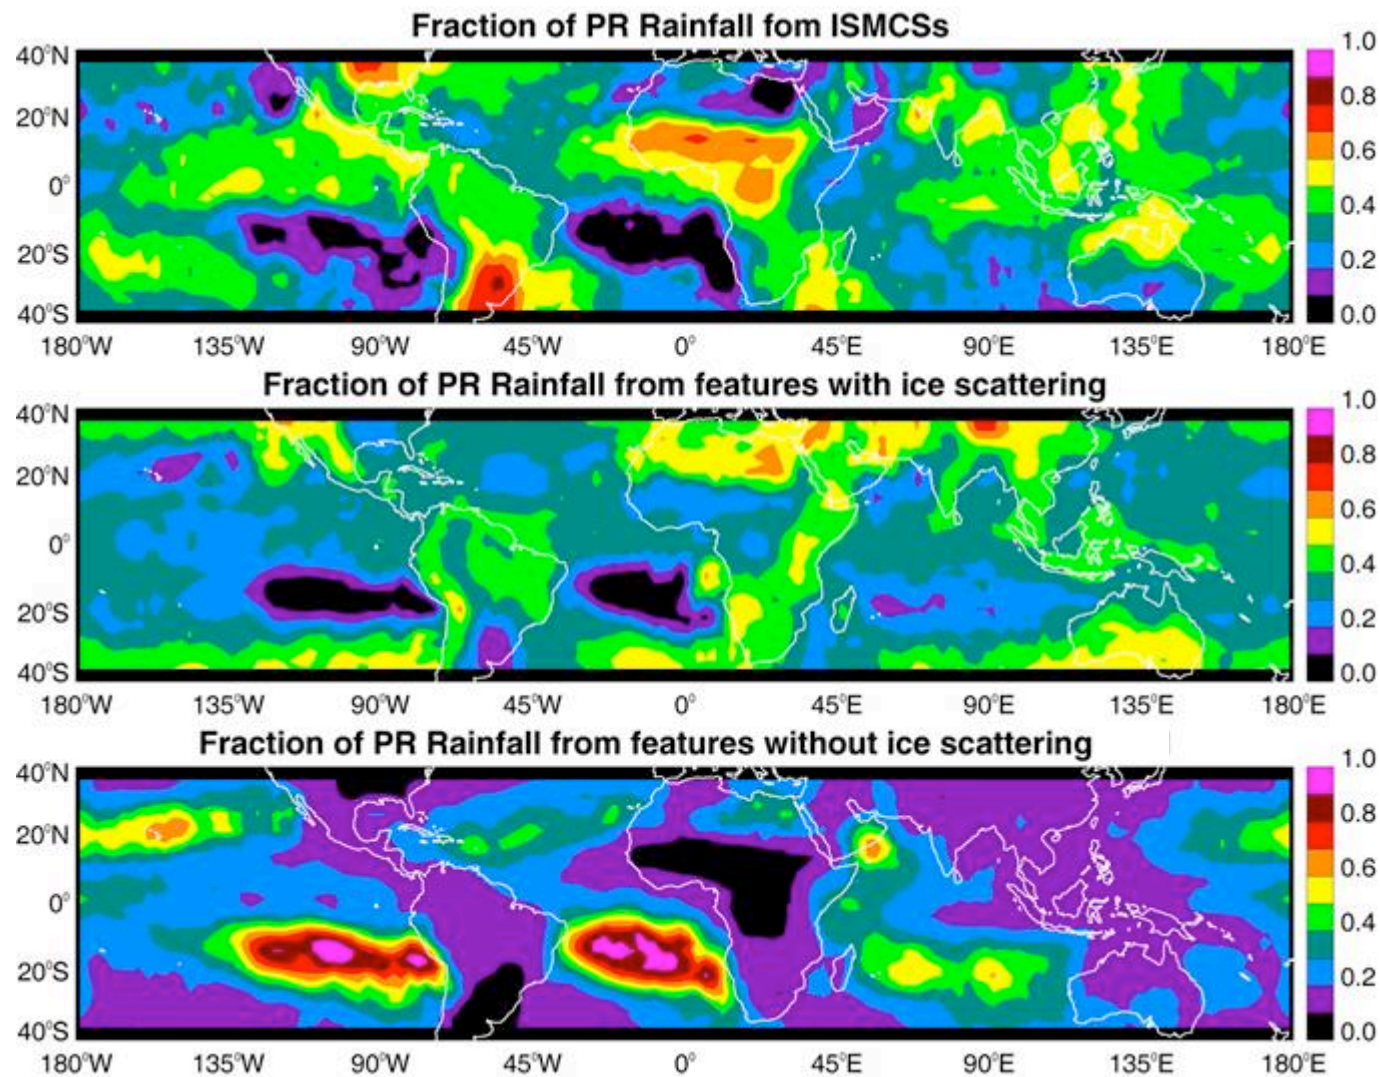 Fraction of PR Rainfall fom ISMCSs
40°N
20°N
0°
20°S
40°S
180°W 135°W 90°W 45°W 0° 45°E 90°E 135°E 180°E
1.0
0.8
0.6
0.4
0.2
0.0
Fraction of PR Rainfall from features with ice scattering
40°N
20°N
0°
20°S
40°S
180°W 135°W 90°W 45°W 0° 45°E 90°E 135°E 180°E
1.0
0.8
0.6
0.4
0.2
0.0
Fraction of PR Rainfall from features without ice scattering
40°N
20°N
0°
20°S
40°S
180°W 135°W 90°W 45°W 0° 45°E 90°E 135°E 180°E
1.0
0.8
0.6
0.4
0.2
0.0